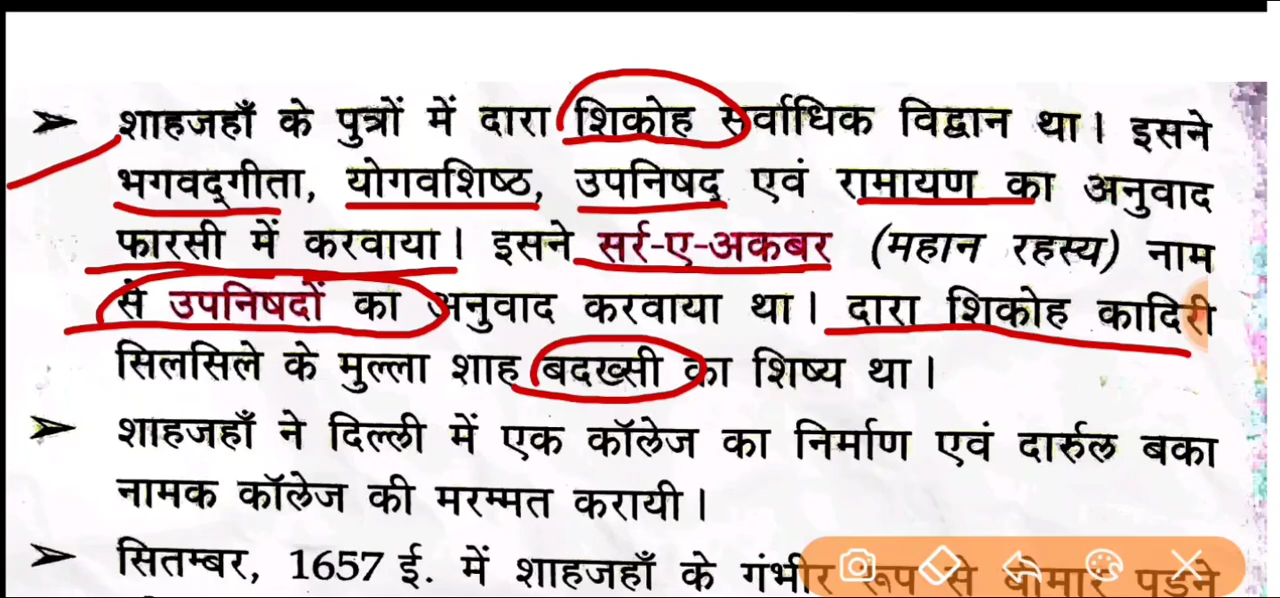 ➢ शाहजहाँ के पुत्रों में दारा शिकोह सर्वाधिक विद्वान था। इसने
भगवद्गीता, योगवशिष्ठ, उपनिषद् एवं रामायण का अनुवाद
फारसी में करवाया। इसने सर्र-ए-अकबर (महान रहस्य) नाम
से उपनिषदों का अनुवाद करवाया था। दारा शिकोह कादिरी
सिलसिले के मुल्ला शाह बदख्सी का शिष्य था।
➢ शाहजहाँ ने दिल्ली में एक कॉलेज का निर्माण एवं दार्रुल बका
नामक कॉलेज की मरम्मत करायी।
➢ सितम्बर, 1657 ई. में शाहजहाँ के गंभीर रूप से बीमार पड़ने